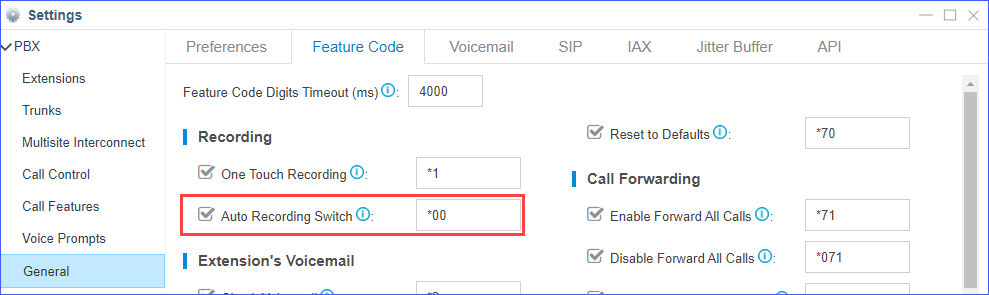 Settings
PBX
Extensions
Trunks
Multisite Interconnect
Call Control
Call Features
Voice Prompts
General
Preferences Feature Code Voicemail SIP IAX Jitter Buffer API
Feature Code Digits Timeout (ms) : 4000
Recording
One Touch Recording : *1
Auto Recording Switch : *00
Extension's Voicemail
Reset to Defaults : *70
Call Forwarding
Enable Forward All Calls : *71
Disable Forward All Calls : *071